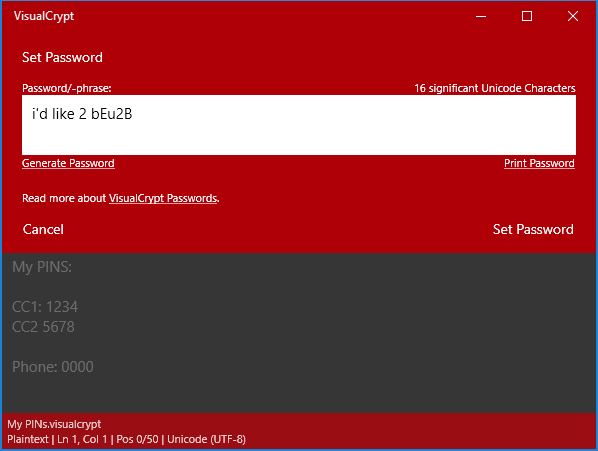 VisualCrypt
Set Password
Password/-phrase: 16 significant Unicode Characters
i'd like 2 bEu2B
Generate Password Print Password
Read more about VisualCrypt Passwords.
Cancel Set Password
My PINS:
CC1: 1234
CC2 5678
Phone: 0000
My PINs.visualcrypt
Plaintext | Ln 1, Col 1 | Pos 0/50 | Unicode (UTF-8)